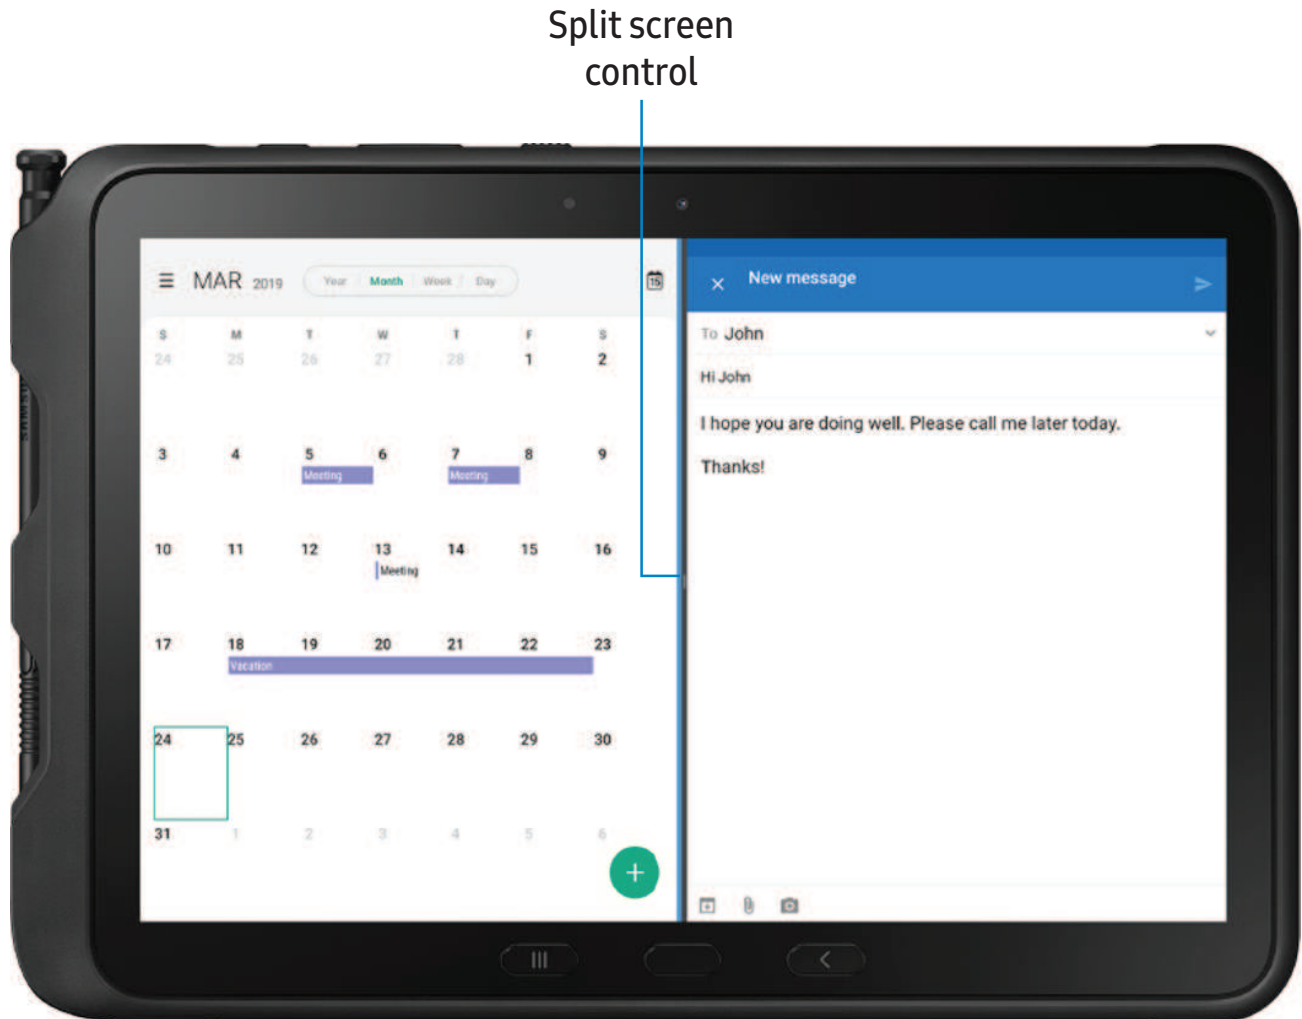 Split screen
control
MAR 2019
Year Month Week Day
15
S M T W T F S
24 25 26 27 28 1 2
3 4 5 6 7 8 9
Meeting Meeting
10 11 12 13 14 15 16
Meeting
17 18 19 20 21 22 23
Vacation
24 25 26 27 28 29 30
31 1 2 3 4 5 6
New message
To John
Hi John
I hope you are doing well. Please call me later today.
Thanks!
SAMSUNG